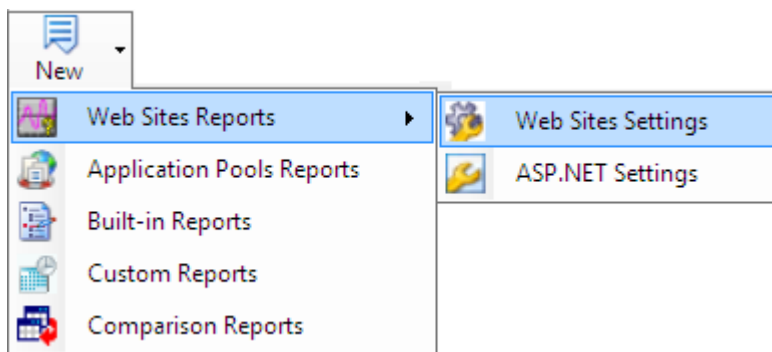 New
Web Sites Reports
Web Sites Settings
Application Pools Reports
ASP.NET Settings
Built-in Reports
Custom Reports
Comparison Reports